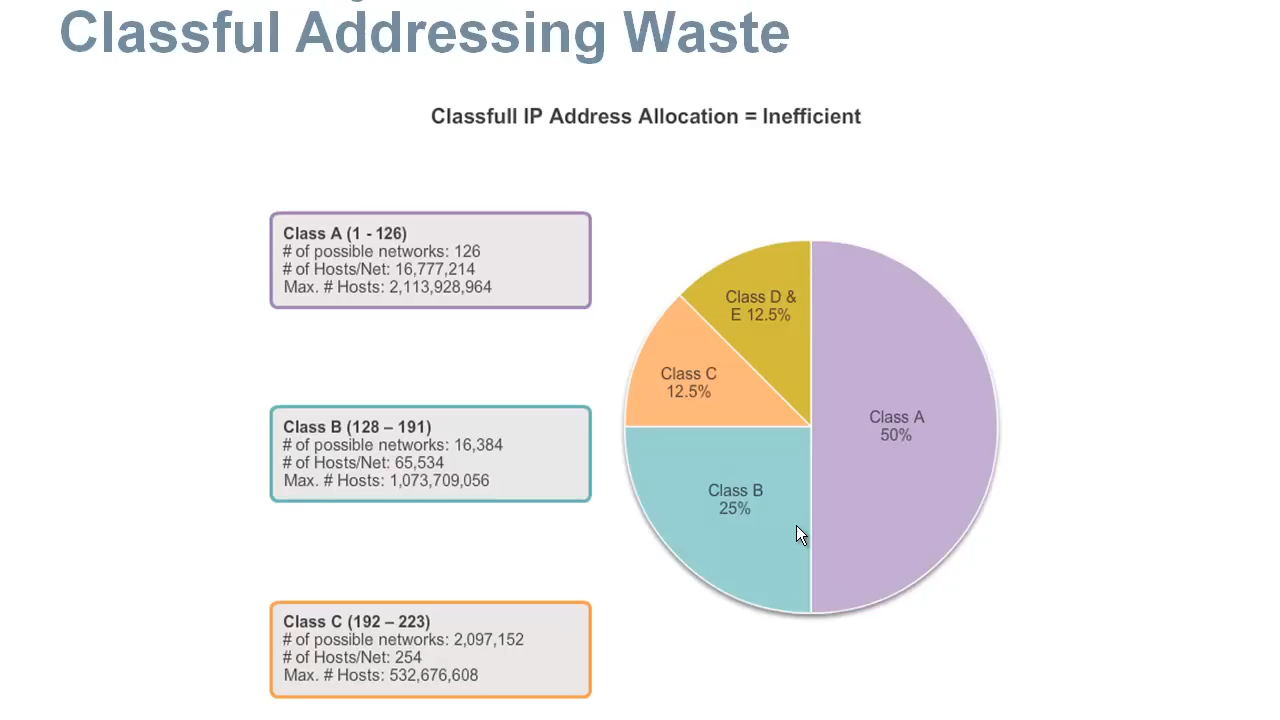 Classful Addressing Waste
Classfull IP Address Allocation = Inefficient
Class A (1 - 126)
# of possible networks: 126
# of Hosts/Net: 16,777,214
Max. # Hosts: 2,113,928,964
Class B (128 – 191)
# of possible networks: 16,384
# of Hosts/Net: 65,534
Max. # Hosts: 1,073,709,056
Class C (192 – 223)
# of possible networks: 2,097,152
# of Hosts/Net: 254
Max. # Hosts: 532,676,608
Class D &
E 12.5%
Class C
12.5%
Class A
50%
Class B
25%